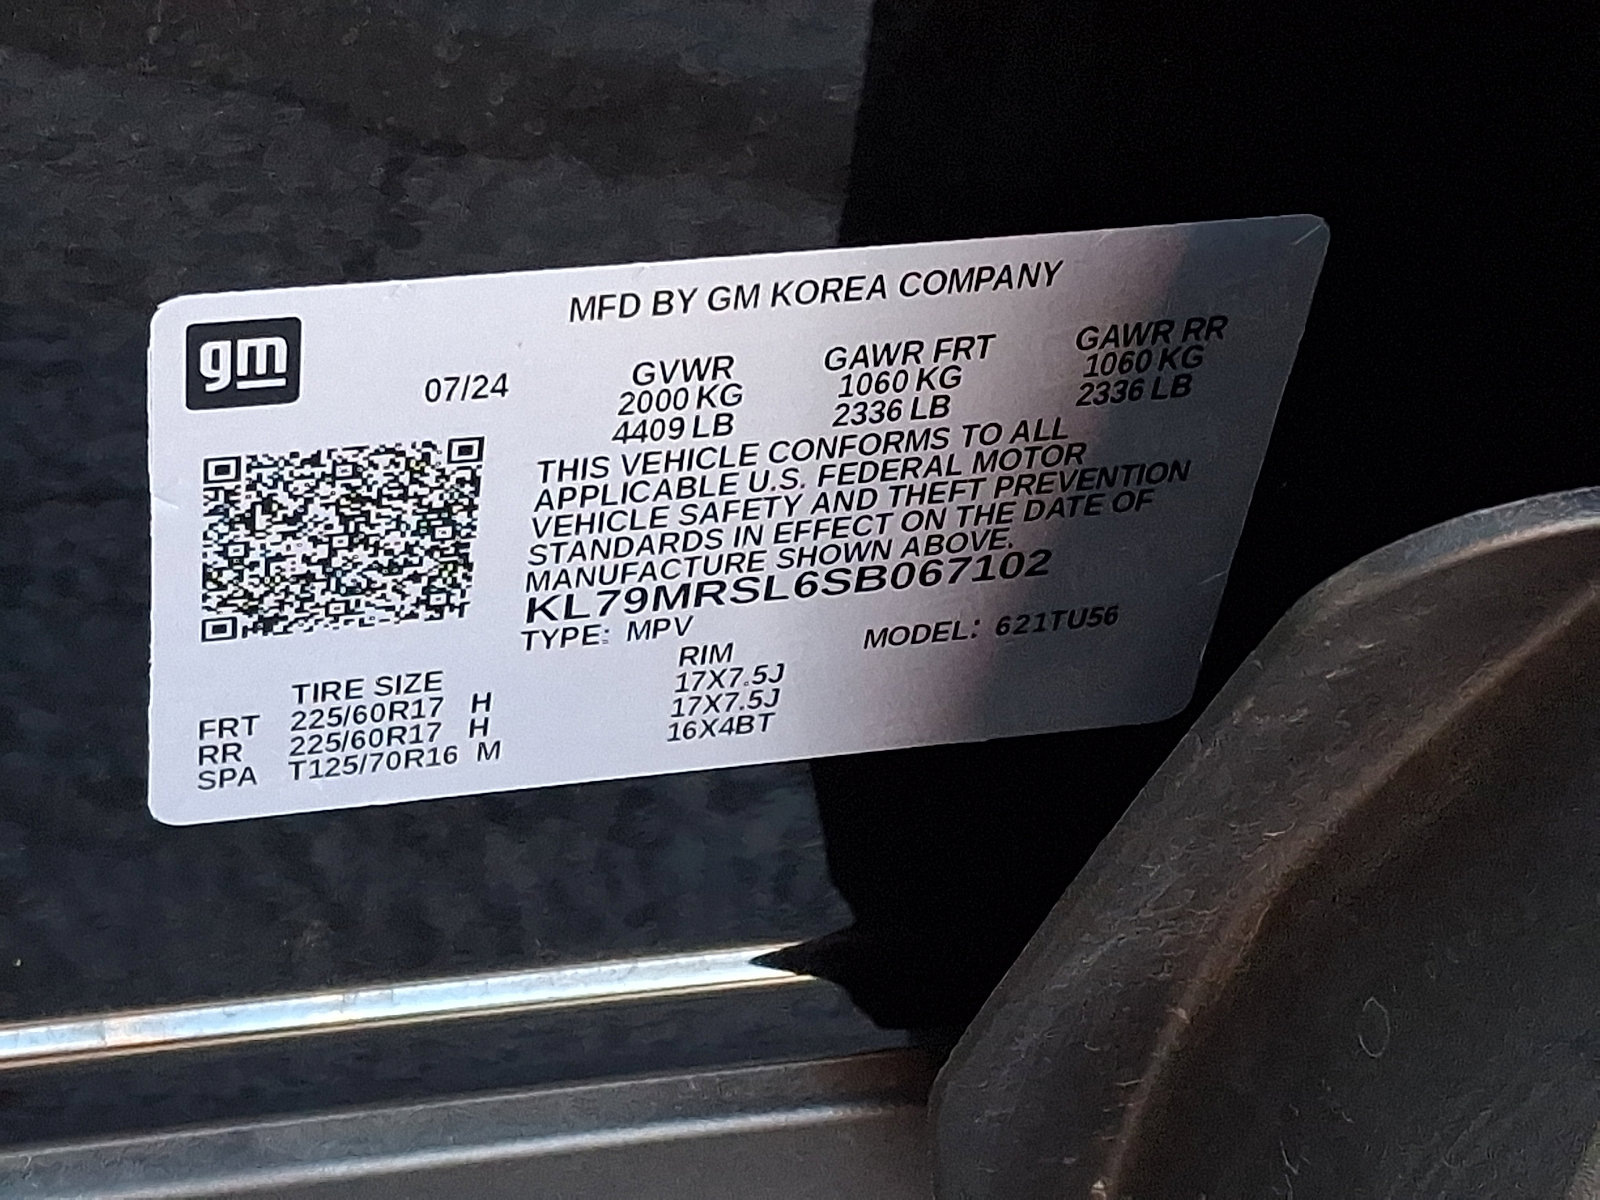 MFD BY GM KOREA COMPANY
gm
07/24
GVWR GAWR FRT GAWR RR
2000 KG 1060 KG 1060 KG
4409 LB 2336 LB 2336 LB
THIS VEHICLE CONFORMS TO ALL
APPLICABLE U.S. FEDERAL MOTOR
VEHICLE SAFETY AND THEFT PREVENTION
STANDARDS IN EFFECT ON THE DATE OF
MANUFACTURE SHOWN ABOVE.
KL79MRSL6SB067102
TYPE: MPV MODEL: 621TU56
TIRE SIZE RIM
FRT 225/60R17 H 17X7.5J
RR 225/60R17 H 17X7.5J
SPA T125/70R16 M 16X4BT